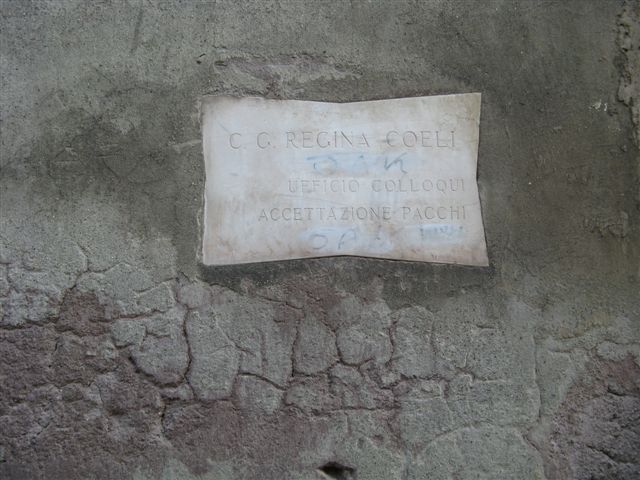 C. G. REGINA COELI
UFFICIO COLLOQUI
ACCETTAZIONE PACCHI